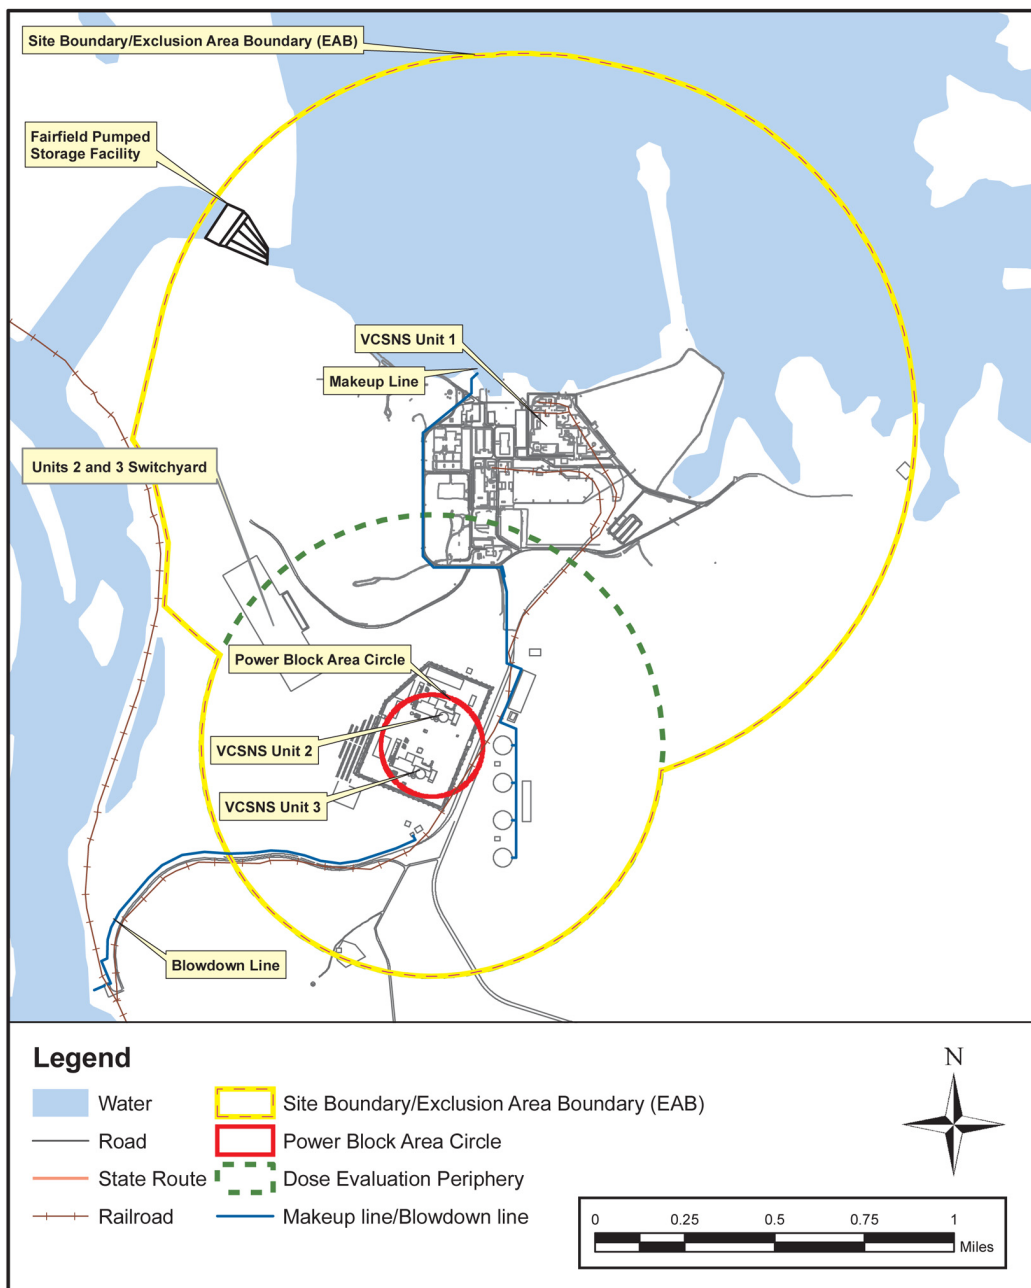 Site Boundary/Exclusion Area Boundary (EAB)
Fairfield Pumped
Storage Facility
VCSNS Unit 1
Makeup Line
Units 2 and 3 Switchyard
Power Block Area Circle
VCSNS Unit 2
VCSNS Unit 3
Blowdown Line
Legend
Water
Road
State Route
Railroad
Site Boundary/Exclusion Area Boundary (EAB)
Power Block Area Circle
Dose Evaluation Periphery
Makeup line/Blowdown line
N
0 0.25 0.5 0.75 1
Miles